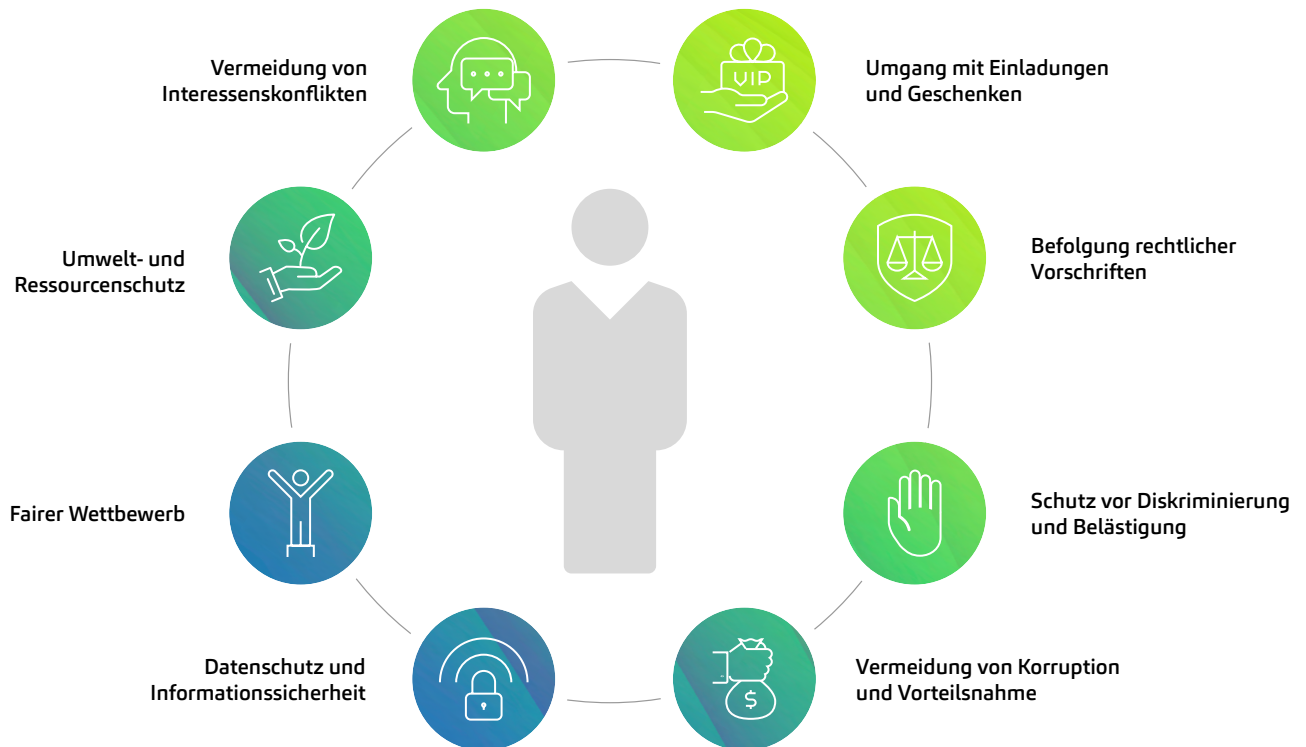 Vermeidung von
Interessenskonflikten
Umgang mit Einladungen
und Geschenken
VIP
Umwelt- und
Ressourcenschutz
Befolgung rechtlicher
Vorschriften
Fairer Wettbewerb
Schutz vor Diskriminierung
und Belästigung
Datenschutz und
Informationssicherheit
Vermeidung von Korruption
und Vorteilsnahme
$